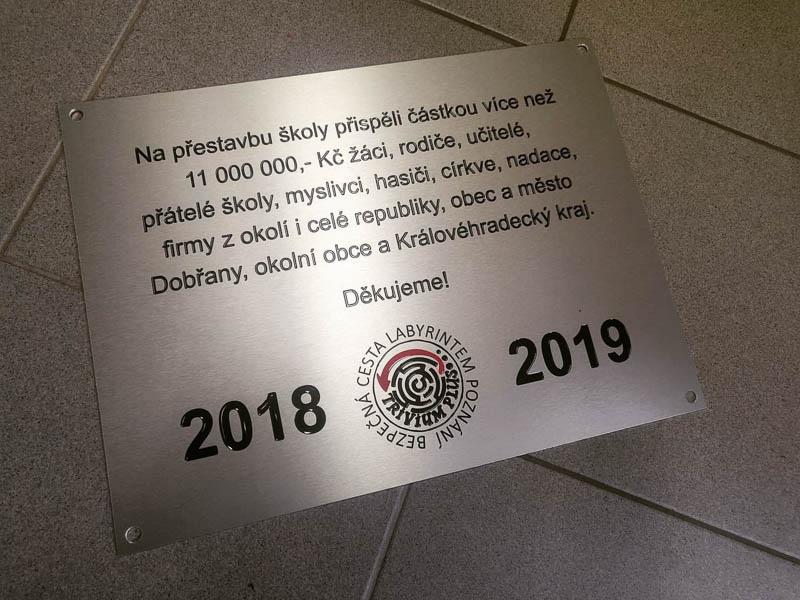 Na přestavbu školy přispěli částkou více než
11 000 000,- Kč žáci, rodiče, učitelé,
přátelé školy, myslivci, hasiči, církve, nadace,
firmy z okolí i celé republiky, obec a město
Dobřany, okolní obce a Královéhradecký kraj.
Děkujeme!
2018
BEZPEČNÁ CESTA LABYRINTEM POZNÁNÍ
TRIVIUM PLUS
2019